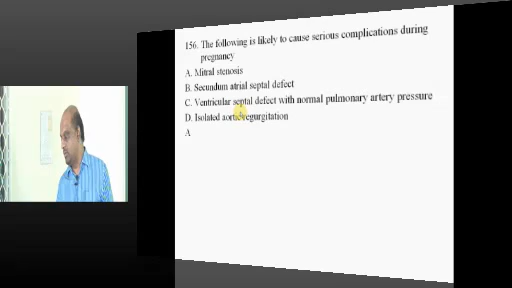 156. The following is likely to cause serious complications during
pregnancy
A. Mitral stenosis
B. Secundum atrial septal defect
C. Ventricular septal defect with normal pulmonary artery pressure
D. Isolated aortic regurgitation
A